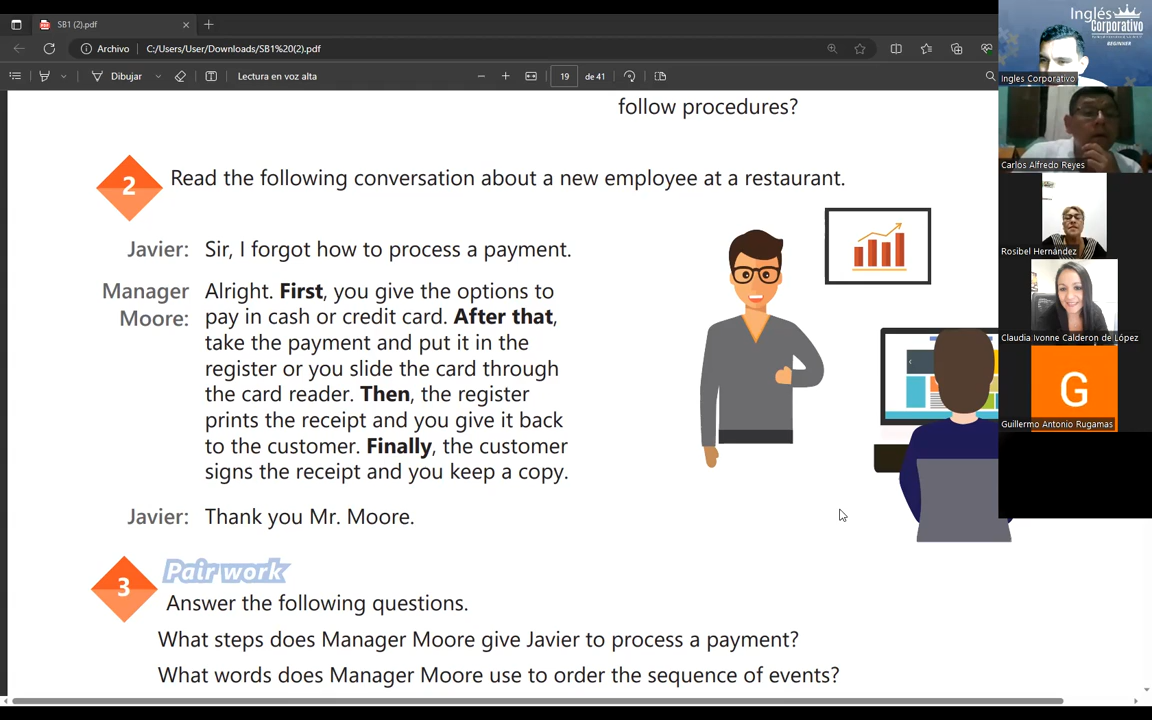 SB1 (2).pdf
Archivo
C:/Users/User/Downloads/SB1%20(2).pdf
Dibujar
Lectura en voz alta
19
de 41
follow procedures?
2
Read the following conversation about a new employee at a restaurant.
Javier: Sir, I forgot how to process a payment.
Manager Moore: Alright. First, you give the options to
pay in cash or credit card. After that,
take the payment and put it in the
register or you slide the card through
the card reader. Then, the register
prints the receipt and you give it back
to the customer. Finally, the customer
signs the receipt and you keep a copy.
Javier: Thank you Mr. Moore.
3
Pair work
Answer the following questions.
What steps does Manager Moore give Javier to process a payment?
What words does Manager Moore use to order the sequence of events?
Inglés
Corporativo
BEGINNER
Ingles Corporativo
Carlos Alfredo Reyes
Rosibel Hernández
Claudia Ivonne Calderon de López
G
Guillermo Antonio Rugamas